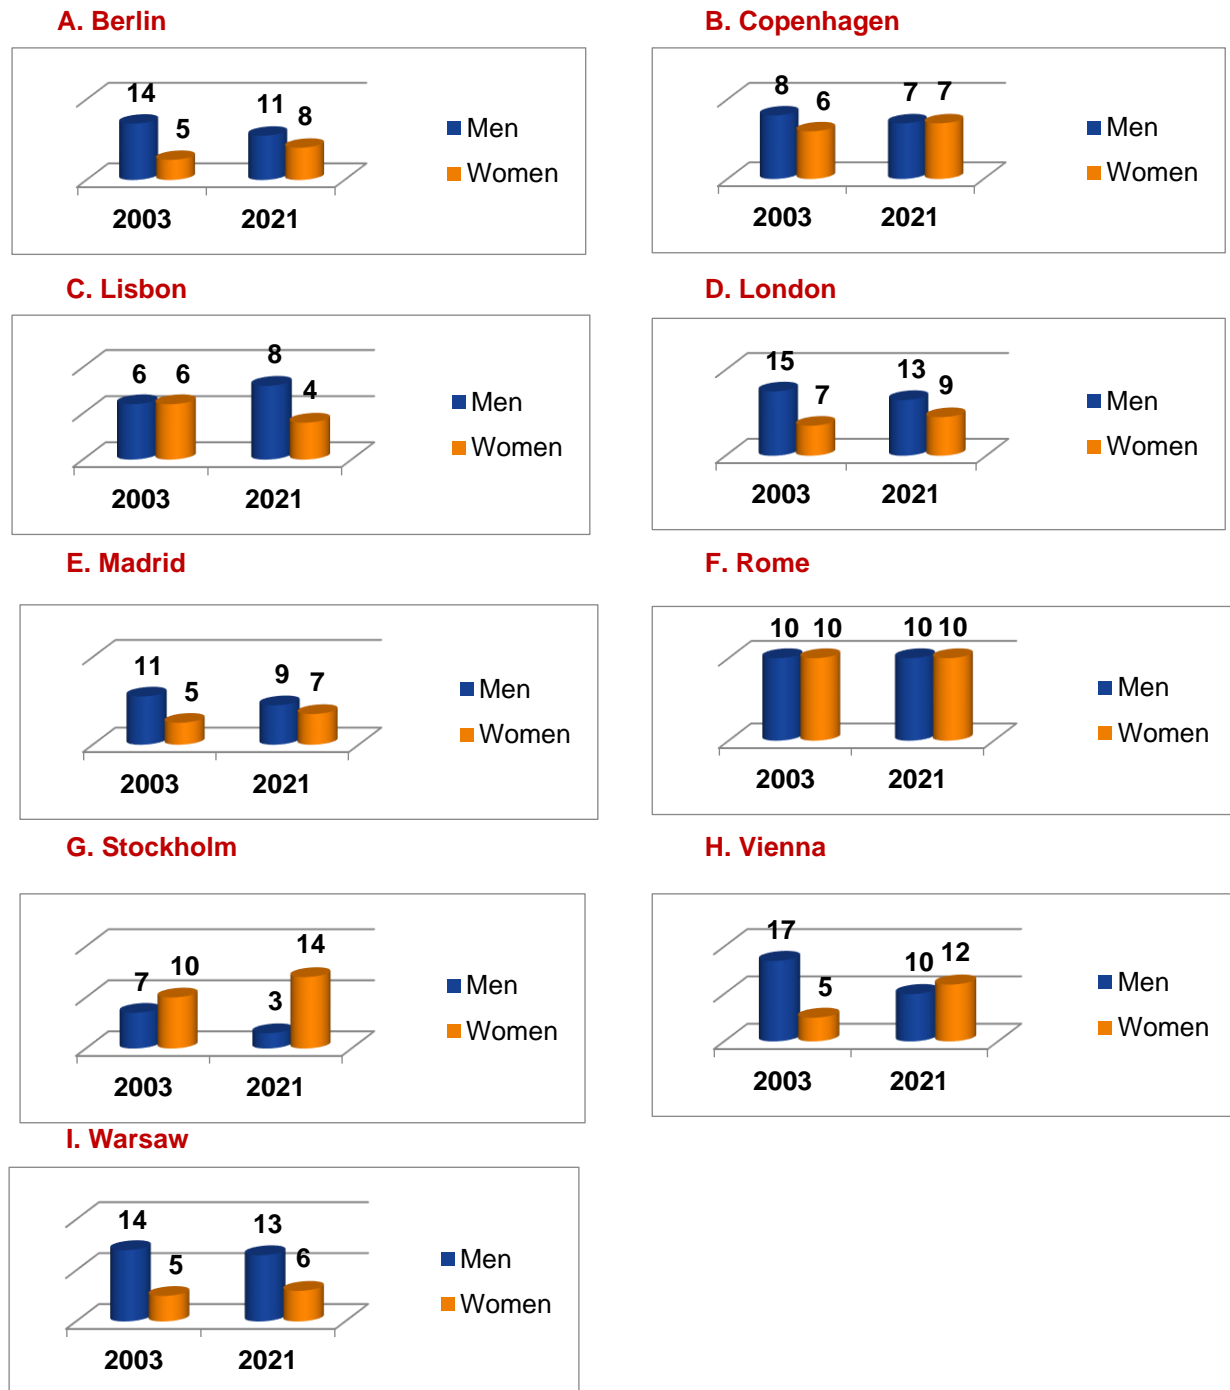 A. Berlin
14 5 11 8
Men
Women
2003 2021
B. Copenhagen
8 6 7 7
Men
Women
2003 2021
C. Lisbon
6 6 8 4
Men
Women
2003 2021
D. London
15 7 13 9
Men
Women
2003 2021
E. Madrid
11 5 9 7
Men
Women
2003 2021
F. Rome
10 10 10 10
Men
Women
2003 2021
G. Stockholm
7 10 3 14
Men
Women
2003 2021
H. Vienna
17 5 10 12
Men
Women
2003 2021
I. Warsaw
14 5 13 6
Men
Women
2003 2021